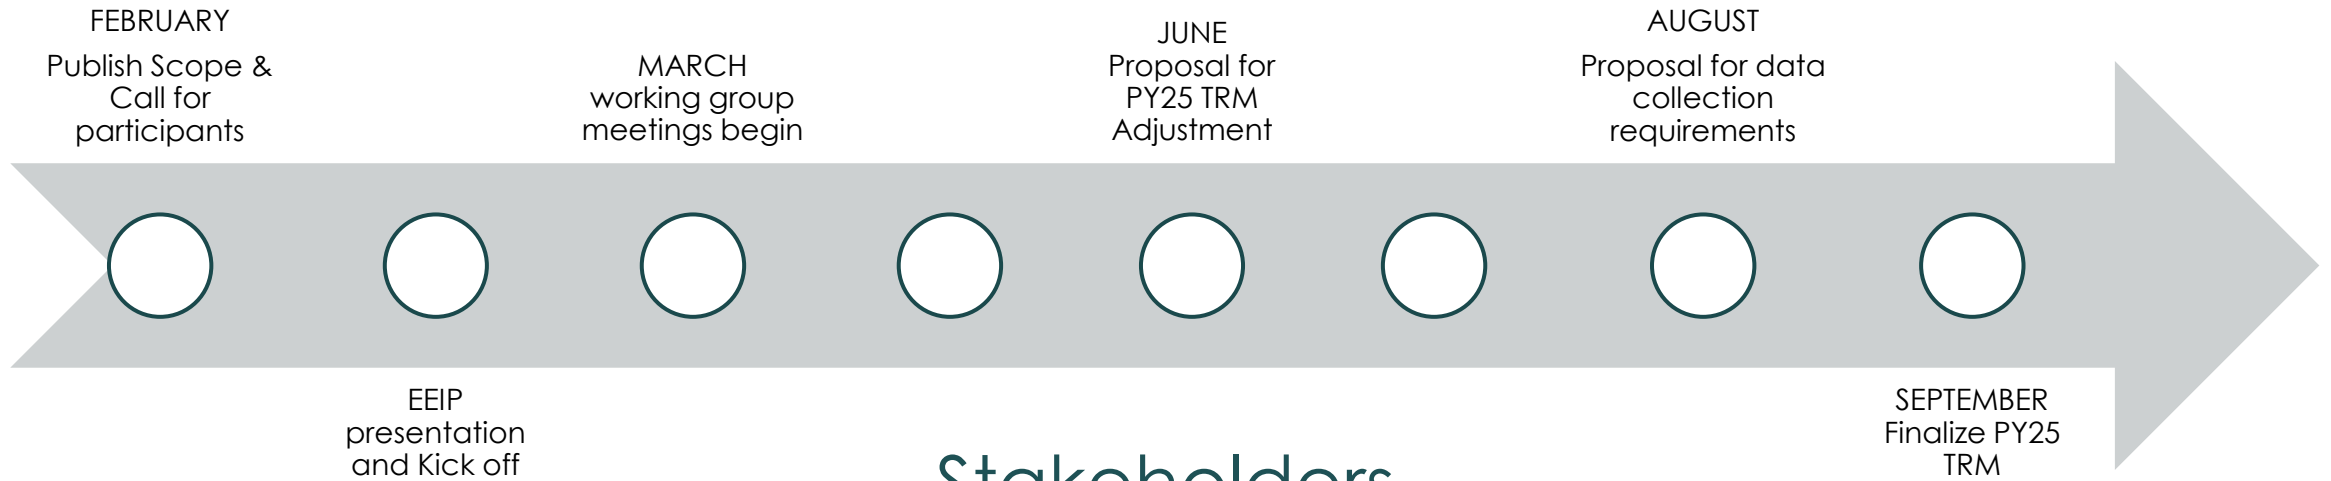 FEBRUARY
Publish Scope &
Call for
participants
EEIP
presentation
and Kick off
MARCH
working group
meetings begin
JUNE
Proposal for
PY25 TRM
Adjustment
AUGUST
Proposal for data
collection
requirements
SEPTEMBER
Finalize PY25
TRM
Stakeholders